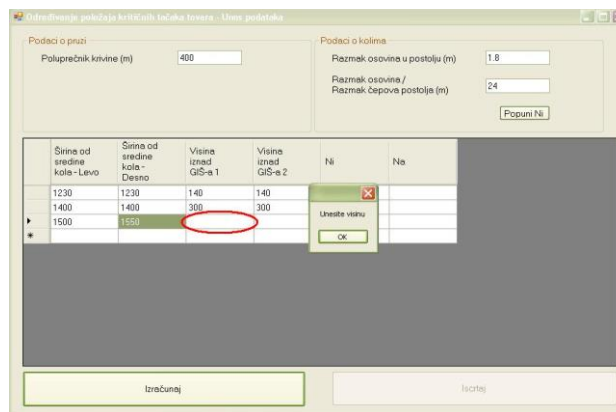 Određivanje položaja kritičnih tačaka tovara - Unos podataka
Podaci o pruzi
Poluprečnik krivine (m)
400
Podaci o kolima
Razmak osovina u postolju (m)
1.8
Razmak osovina /
Razmak čepova postolja (m)
24
Popuni Ni
Širina od sredine kola - Levo
Širina od sredine kola - Desno
Visina iznad GIŠ-a 1
Visina iznad GIŠ-a 2
Ni
Na
1230 1230 140 140
1400 1400 300 300
1500 1550
Unesite visinu
OK
Izračunaj
Iscrtaj